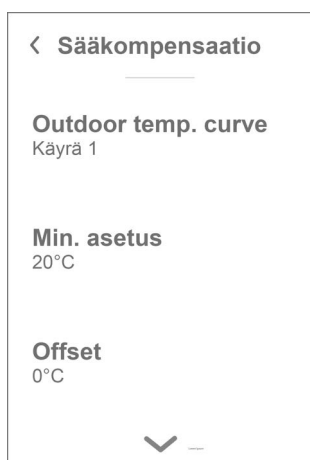 Sääkompensaatio
Outdoor temp. curve
Käyrä 1
Min. asetus
20°C
Offset
0°C